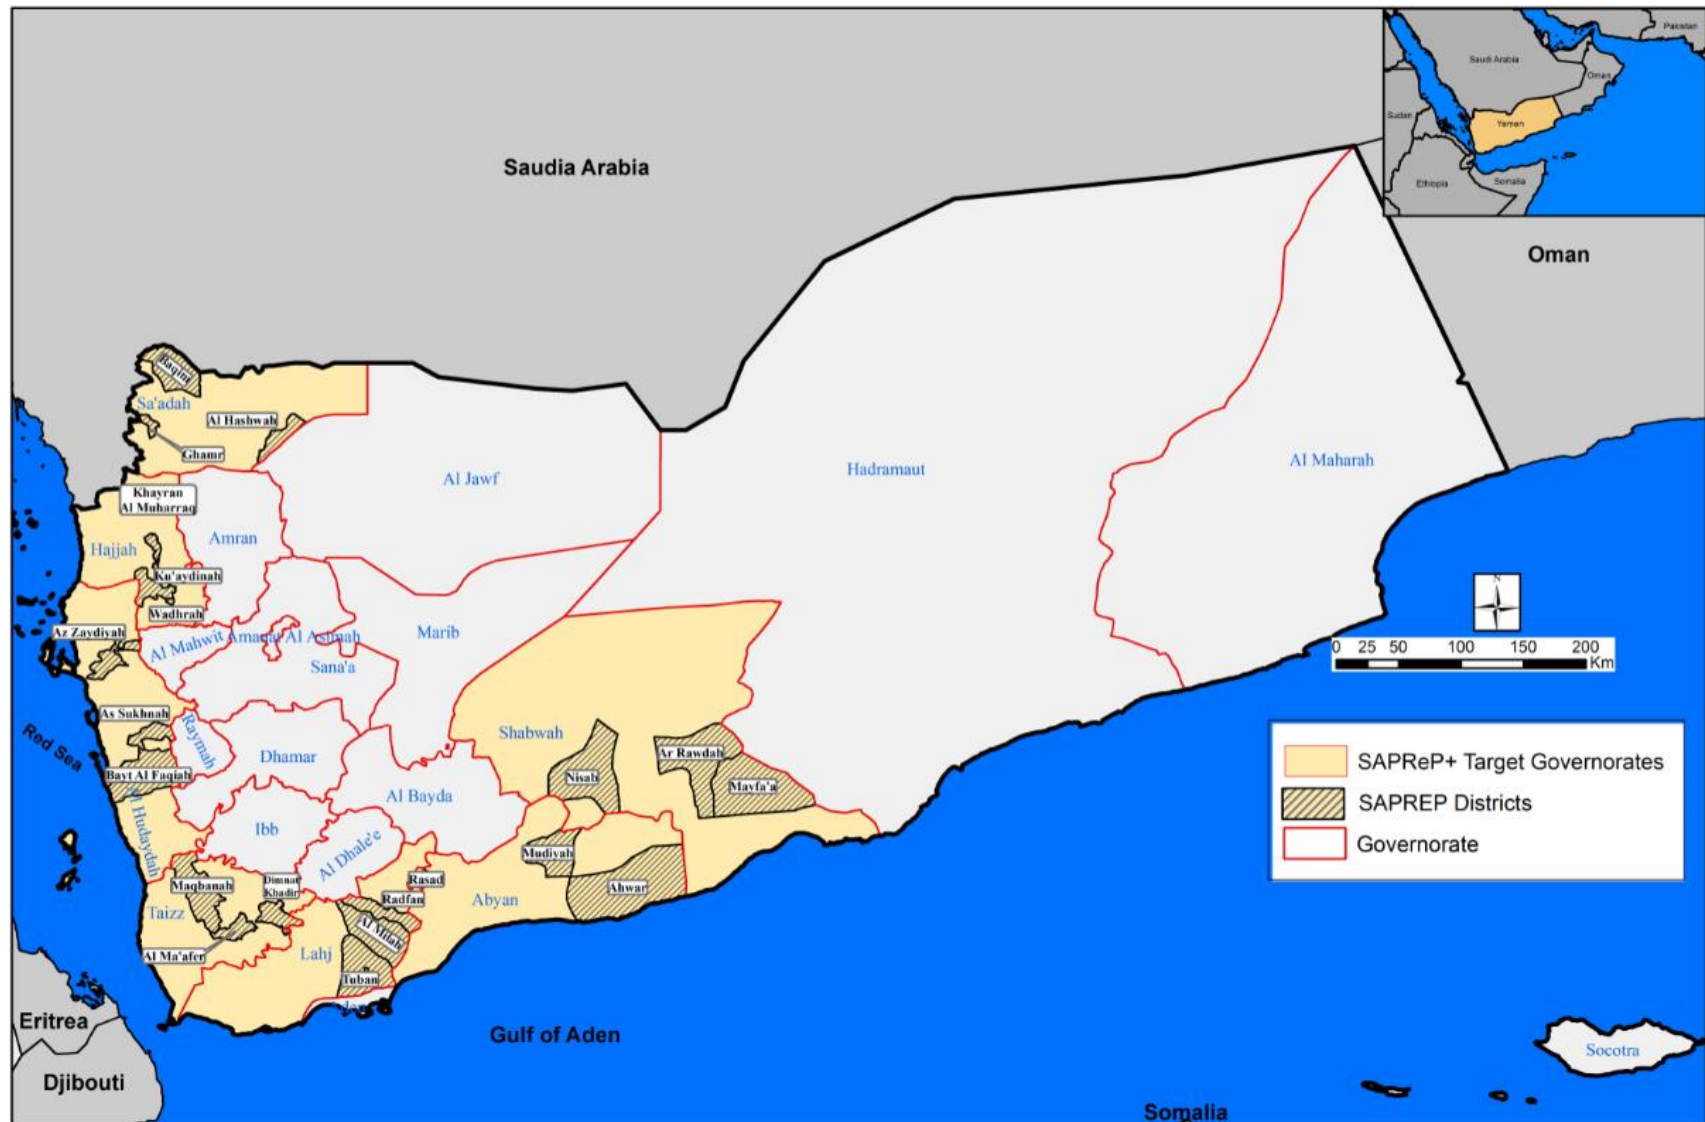 Pakistan
Saudi Arabia
Oman
Sudan
Yemen
Ethiopia
Somalia
Saudia Arabia
Oman
Baqim
Sa'adah
Al Hashwah
Ghamr
Khayran
Al Muharraq
Al Jawf
Hadramaut
Al Maharah
Hajjah
Amran
Ku'aydinah
Wadhrah
Az Zaydiyah
Al Mahwit
Amanat Al Asimah
Marib
Sana'a
N
0 25 50 100 150 200
Km
As Sukhnah
Raymah
Red Sea
Dhamar
Shabwah
Ar Rawdah
Nisab
Mayfa'a
Bayt Al Faqiah
Al Hudaydah
Al Bayda
Ibb
Al Dhale'e
Mudiyah
Ahwar
Maqbanah
Dimnat
Khadir
Rasad
Radfan
Taizz
Abyan
Al Milah
Al Ma'afer
Lahj
Tuban
SAPReP+ Target Governorates
SAPREP Districts
Governorate
Eritrea
Djibouti
Gulf of Aden
Socotra
Somalia